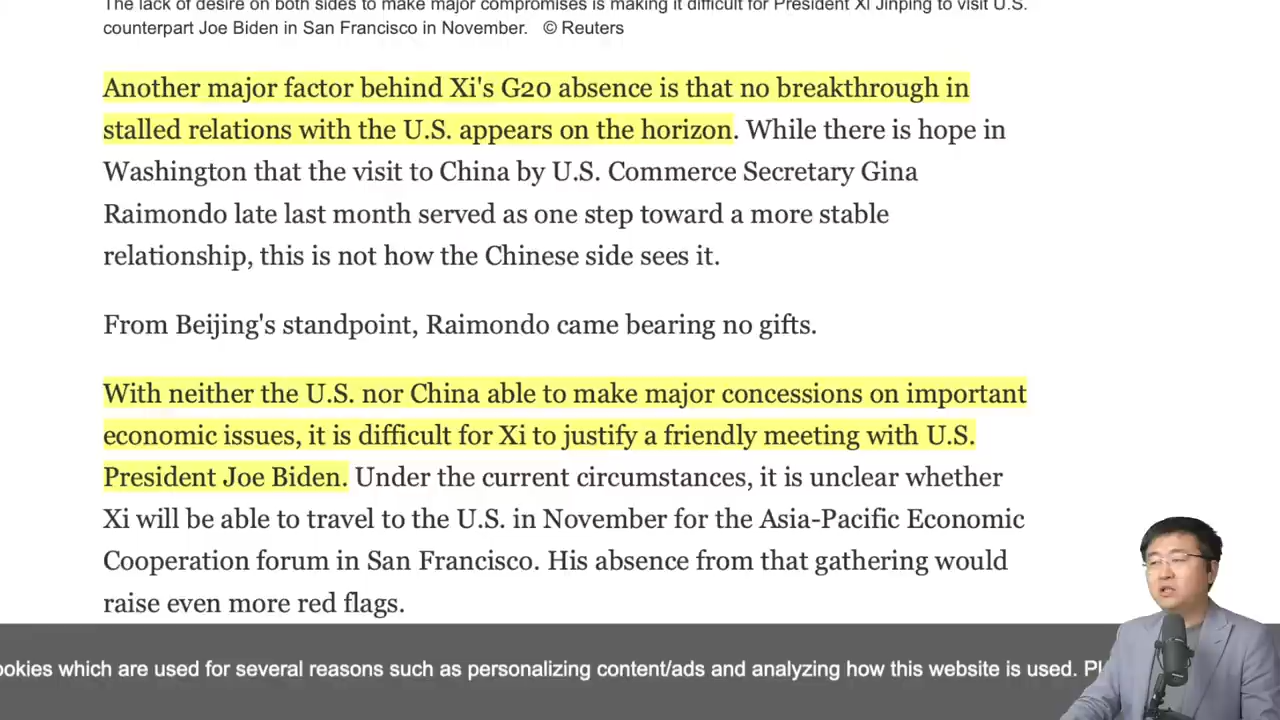 The lack of desire on both sides to make major compromises is making it difficult for President Xi Jinping to visit U.S.
counterpart Joe Biden in San Francisco in November. © Reuters
Another major factor behind Xi's G20 absence is that no breakthrough in
stalled relations with the U.S. appears on the horizon. While there is hope in
Washington that the visit to China by U.S. Commerce Secretary Gina
Raimondo late last month served as one step toward a more stable
relationship, this is not how the Chinese side sees it.
From Beijing's standpoint, Raimondo came bearing no gifts.
With neither the U.S. nor China able to make major concessions on important
economic issues, it is difficult for Xi to justify a friendly meeting with U.S.
President Joe Biden. Under the current circumstances, it is unclear whether
Xi will be able to travel to the U.S. in November for the Asia-Pacific Economic
Cooperation forum in San Francisco. His absence from that gathering would
raise even more red flags.
ookies which are used for several reasons such as personalizing content/ads and analyzing how this website is used. Pl